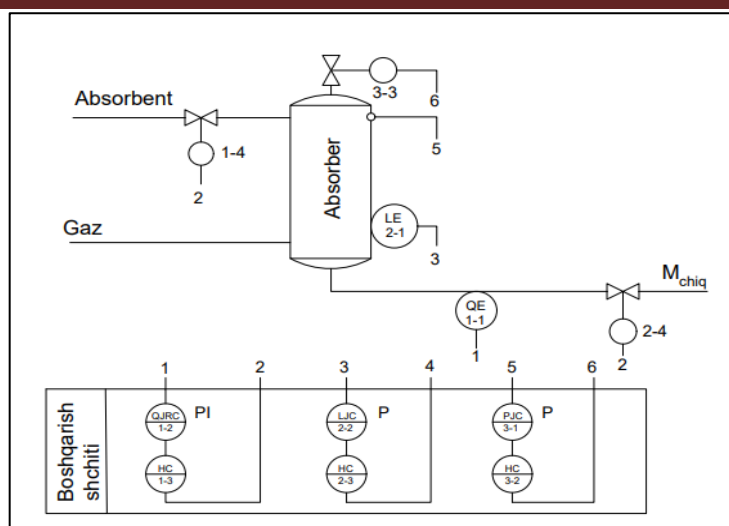 3-3
6
Absorbent
1-4
5
2
Absorber
Gaz
LE
2-1
3
M chiq
QE
1-1
1
2-4
2
1 2 3 4 5 6
Boshqarish
shchiti
QJRC
1-2
PI
LJC
2-2
P
PJC
3-1
P
HC
1-3
HC
2-3
HC
3-2